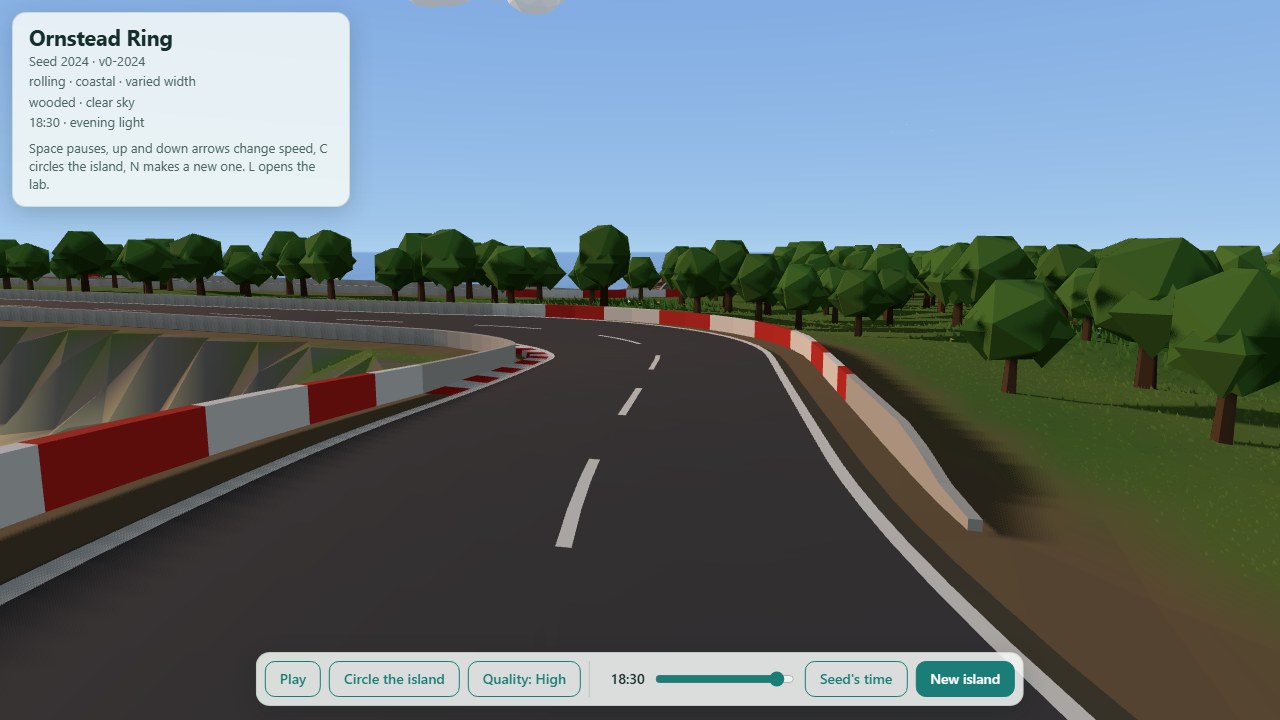 Ornstead Ring
Seed 2024 · v0-2024
rolling · coastal · varied width
wooded · clear sky
18:30 · evening light
Space pauses, up and down arrows change speed, C
circles the island, N makes a new one. L opens the
lab.
Play
Circle the island
Quality: High
18:30
Seed's time
New island